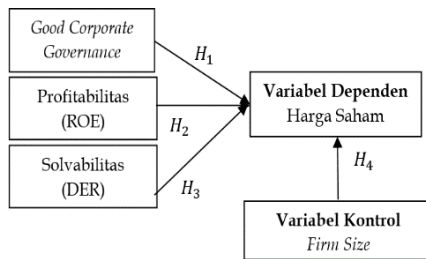 Good Corporate
Governance
H₁
Profitabilitas
(ROE)
H₂
Solvabilitas
(DER)
H₃
Variabel Dependen
Harga Saham
H₄
Variabel Kontrol
Firm Size